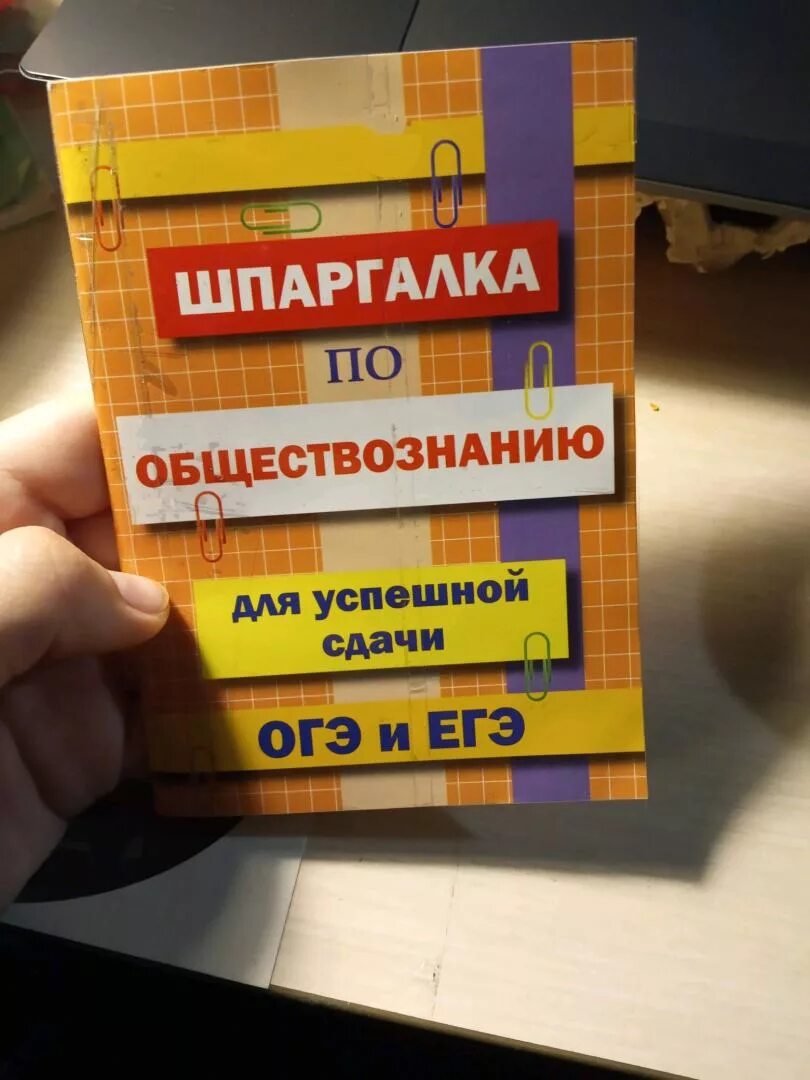 ШПАРГАЛКА
ПО
ОБЩЕСТВОЗНАНИЮ
для успешной
сдачи
ОГЭ и ЕГЭ